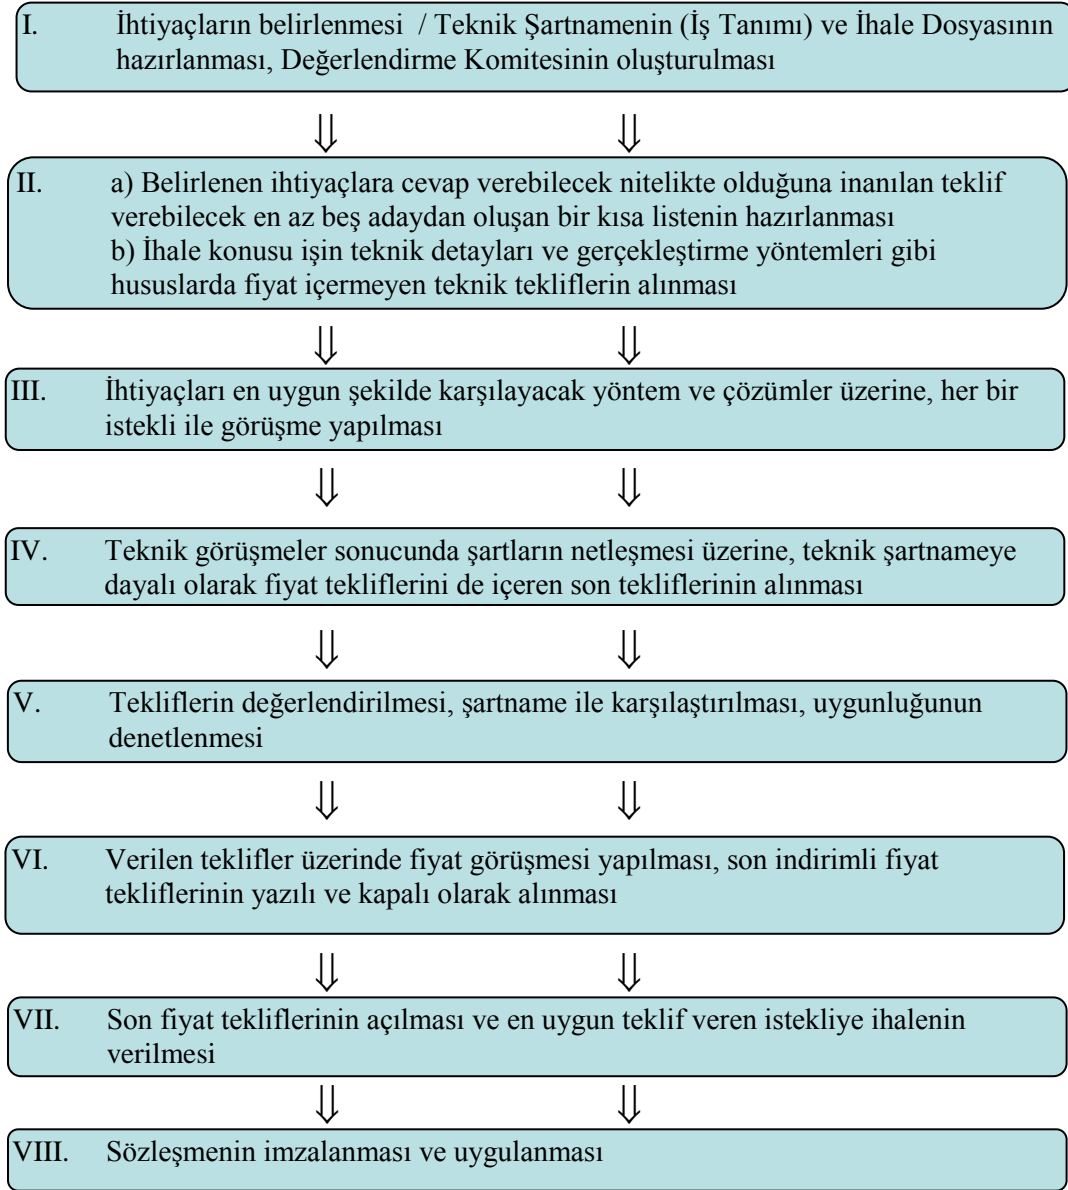 I. İhtiyaçların belirlenmesi / Teknik Şartnamenin (İş Tanımı) ve İhale Dosyasının
hazırlanması, Değerlendirme Komitesinin oluşturulması
⇓ ⇓
II. a) Belirlenen ihtiyaçlara cevap verebilecek nitelikte olduğuna inanılan teklif
verebilecek en az beş adaydan oluşan bir kısa listenin hazırlanması
b) İhale konusu işin teknik detayları ve gerçekleştirme yöntemleri gibi
hususlarda fiyat içermeyen teknik tekliflerin alınması
⇓ ⇓
III. İhtiyaçları en uygun şekilde karşılayacak yöntem ve çözümler üzerine, her bir
istekli ile görüşme yapılması
⇓ ⇓
IV. Teknik görüşmeler sonucunda şartların netleşmesi üzerine, teknik şartnameye
dayalı olarak fiyat tekliflerini de içeren son tekliflerinin alınması
⇓ ⇓
V. Tekliflerin değerlendirilmesi, şartname ile karşılaştırılması, uygunluğunun
denetlenmesi
⇓ ⇓
VI. Verilen teklifler üzerinde fiyat görüşmesi yapılması, son indirimli fiyat
tekliflerinin yazılı ve kapalı olarak alınması
⇓ ⇓
VII. Son fiyat tekliflerinin açılması ve en uygun teklif veren istekliye ihalenin
verilmesi
⇓ ⇓
VIII. Sözleşmenin imzalanması ve uygulanması